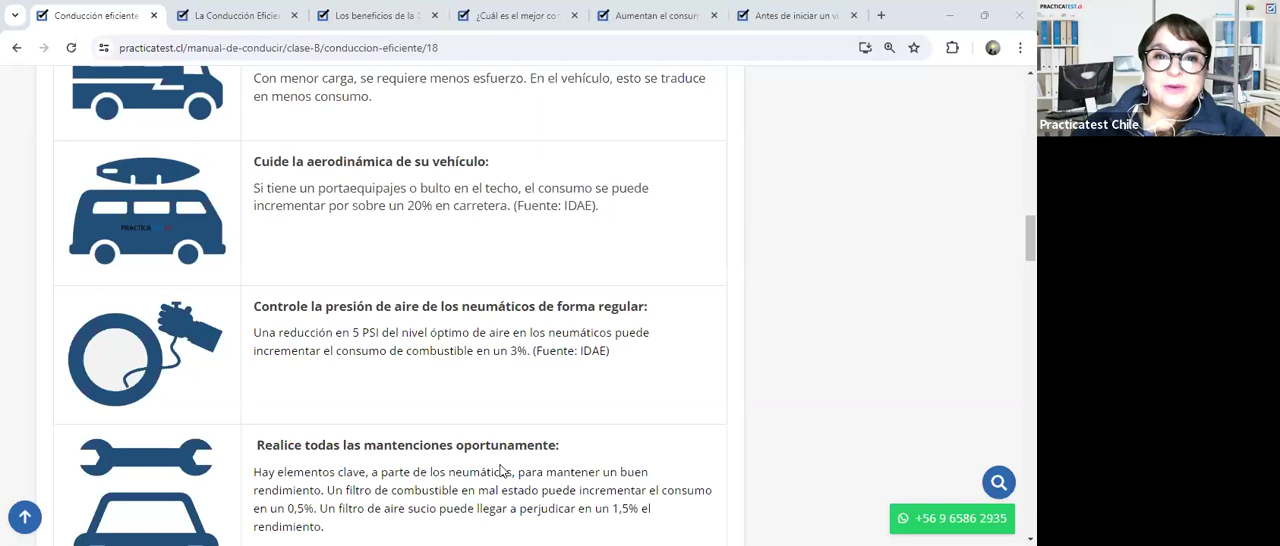 Conducción eficiente
La Conducción Eficien
Los beneficios de la C
¿Cuál es el mejor co
Aumentan el consum
Antes de iniciar un vi
practicatest.cl/manual-de-conducir/clase-B/conduccion-eficiente/18
PRACTICATEST.cl
Practicatest Chile
Con menor carga, se requiere menos esfuerzo. En el vehículo, esto se traduce
en menos consumo.
Cuide la aerodinámica de su vehículo:
Si tiene un portaequipajes o bulto en el techo, el consumo se puede
incrementar por sobre un 20% en carretera. (Fuente: IDAE).
Controle la presión de aire de los neumáticos de forma regular:
Una reducción en 5 PSI del nivel óptimo de aire en los neumáticos puede
incrementar el consumo de combustible en un 3%. (Fuente: IDAE)
Realice todas las mantenciones oportunamente:
Hay elementos clave, a parte de los neumáticos, para mantener un buen
rendimiento. Un filtro de combustible en mal estado puede incrementar el consumo
en un 0,5%. Un filtro de aire sucio puede llegar a perjudicar en un 1,5% el
rendimiento.
+56 9 6586 2935